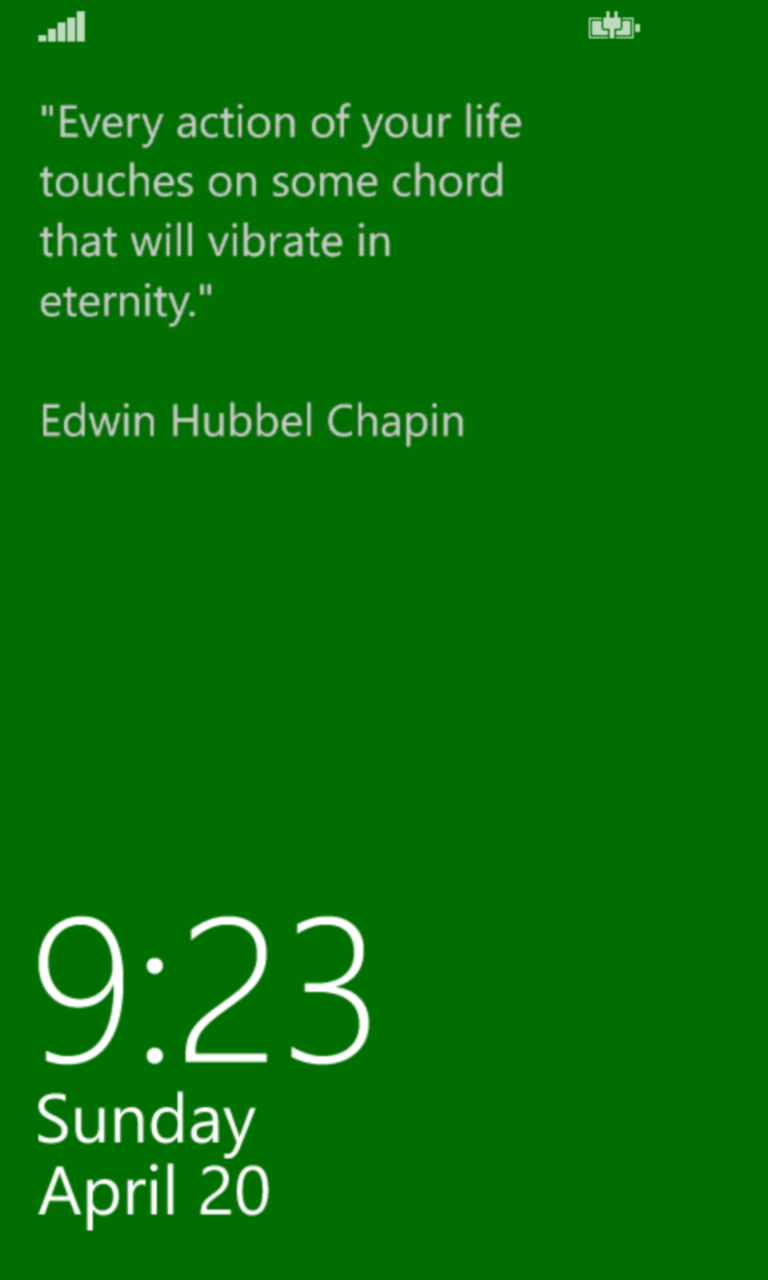 "Every action of your life
touches on some chord
that will vibrate in
eternity."
Edwin Hubbel Chapin
9:23
Sunday
April 20